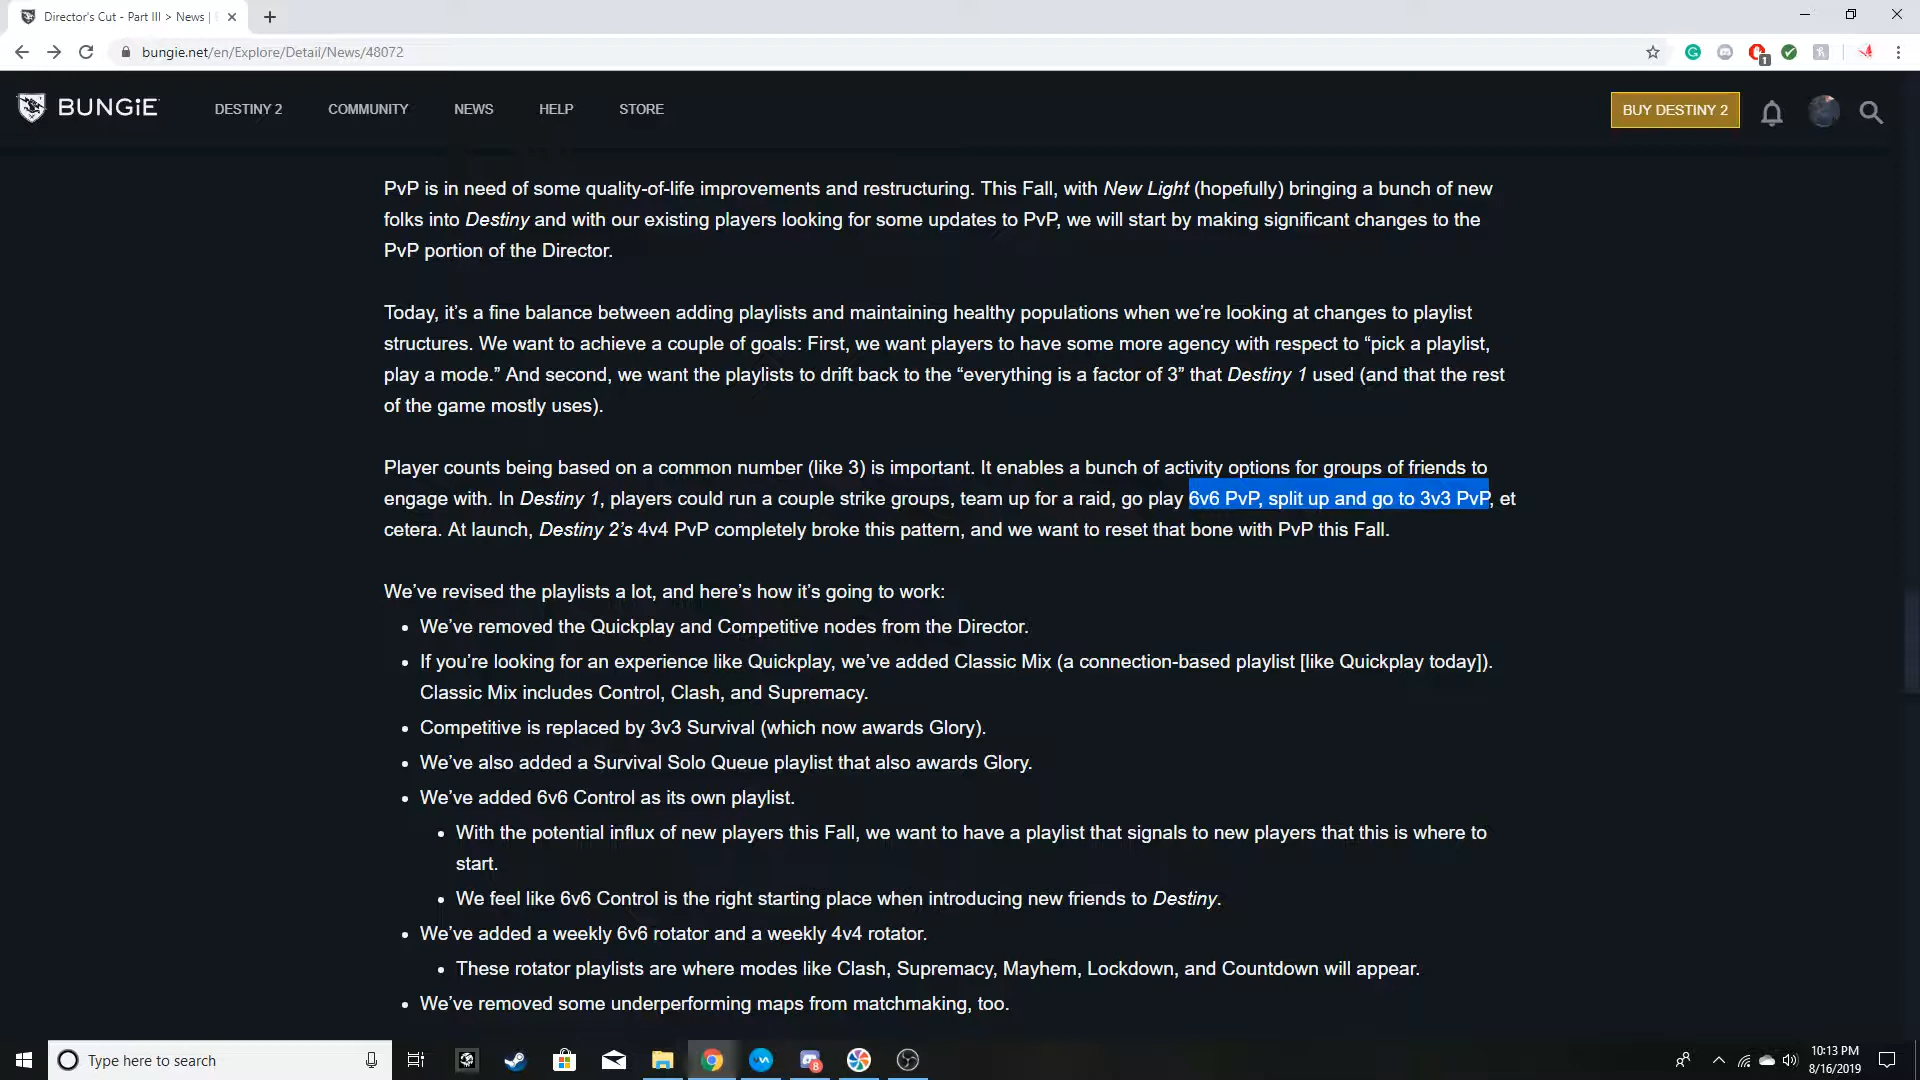 Director's Cut - Part III > News |
bungie.net/en/Explore/Detail/News/48072
1
BUNGiE
DESTINY 2
COMMUNITY
NEWS
HELP
STORE
BUY DESTINY 2
PvP is in need of some quality-of-life improvements and restructuring. This Fall, with New Light (hopefully) bringing a bunch of new
folks into Destiny and with our existing players looking for some updates to PvP, we will start by making significant changes to the
PvP portion of the Director.
Today, it’s a fine balance between adding playlists and maintaining healthy populations when we’re looking at changes to playlist
structures. We want to achieve a couple of goals: First, we want players to have some more agency with respect to “pick a playlist,
play a mode.” And second, we want the playlists to drift back to the “everything is a factor of 3” that Destiny 1 used (and that the rest
of the game mostly uses).
Player counts being based on a common number (like 3) is important. It enables a bunch of activity options for groups of friends to
engage with. In Destiny 1, players could run a couple strike groups, team up for a raid, go play 6v6 PvP, split up and go to 3v3 PvP, et
cetera. At launch, Destiny 2’s 4v4 PvP completely broke this pattern, and we want to reset that bone with PvP this Fall.
We’ve revised the playlists a lot, and here’s how it’s going to work:
• We’ve removed the Quickplay and Competitive nodes from the Director.
• If you’re looking for an experience like Quickplay, we’ve added Classic Mix (a connection-based playlist [like Quickplay today]).
Classic Mix includes Control, Clash, and Supremacy.
• Competitive is replaced by 3v3 Survival (which now awards Glory).
• We’ve also added a Survival Solo Queue playlist that also awards Glory.
• We’ve added 6v6 Control as its own playlist.
• With the potential influx of new players this Fall, we want to have a playlist that signals to new players that this is where to
start.
• We feel like 6v6 Control is the right starting place when introducing new friends to Destiny.
• We’ve added a weekly 6v6 rotator and a weekly 4v4 rotator.
• These rotator playlists are where modes like Clash, Supremacy, Mayhem, Lockdown, and Countdown will appear.
• We’ve removed some underperforming maps from matchmaking, too.
Type here to search
8
10:13 PM
8/16/2019